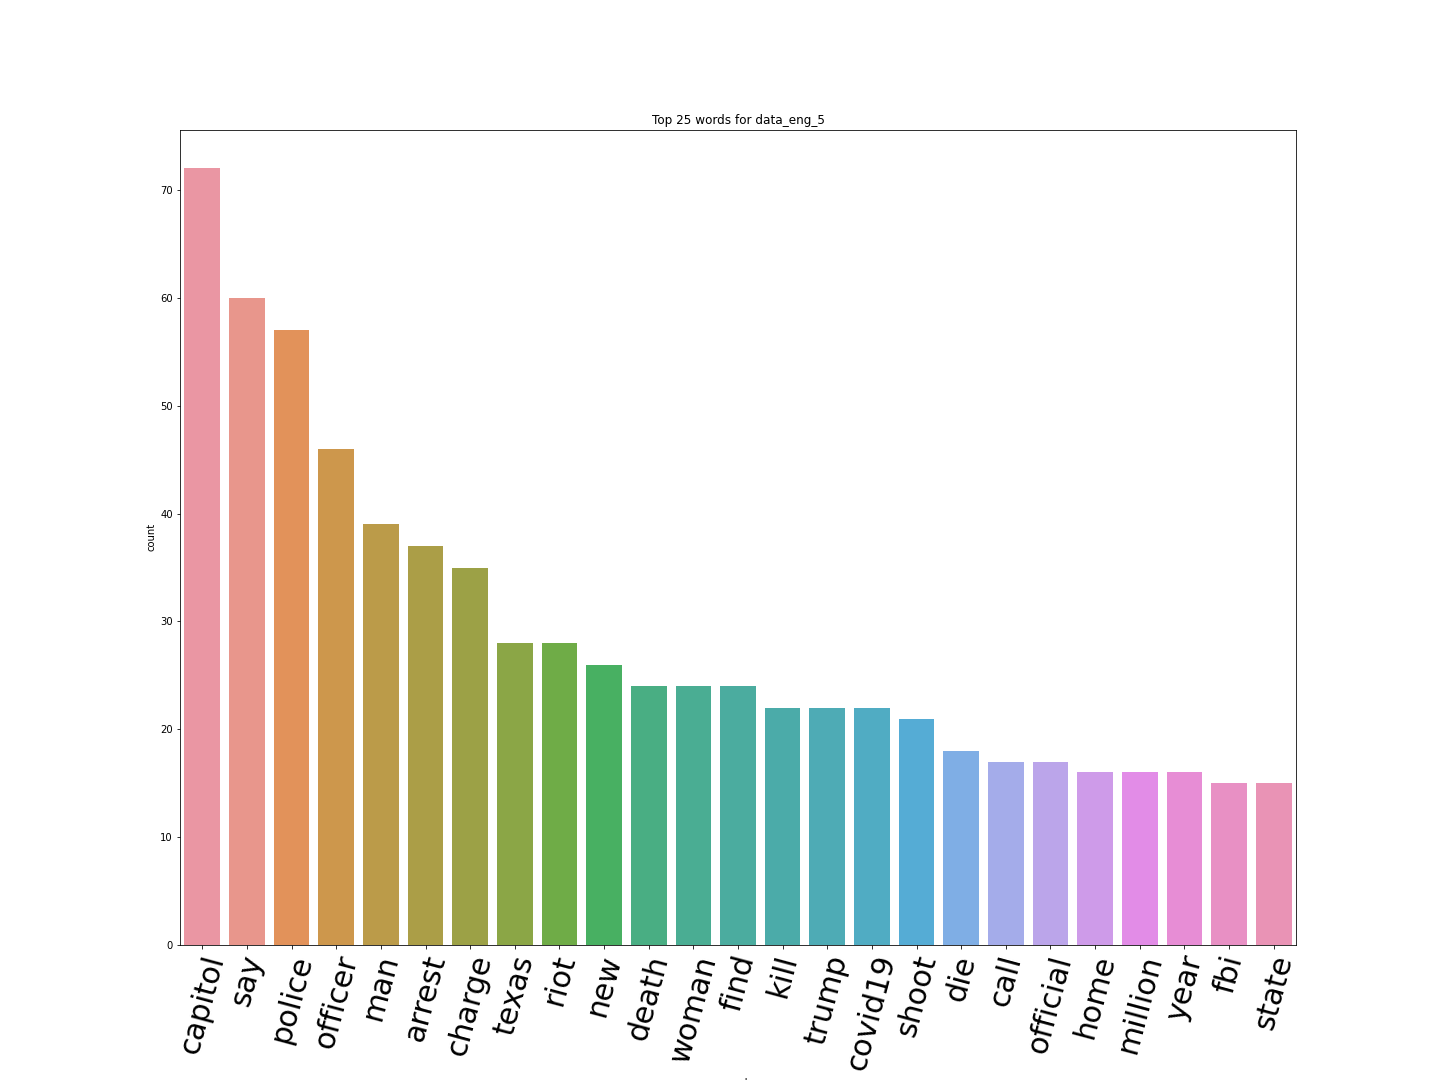 Top 25 words for data_eng_5
count
70
60
50
40
30
20
10
0
capitol
say
police
officer
man
arrest
charge
texas
riot
new
death
woman
find
kill
trump
covid19
shoot
die
call
official
home
million
year
fbi
state